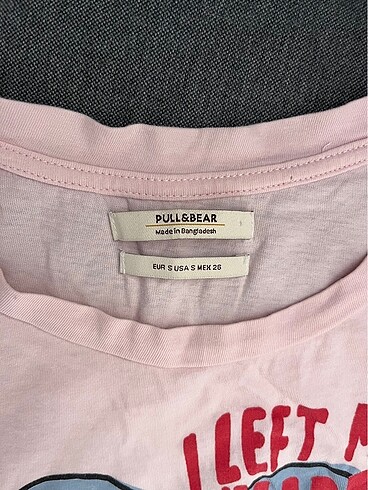 PULL&BEAR
Made in Bangladesh
EUR S USA S MEX 26
I LEFT